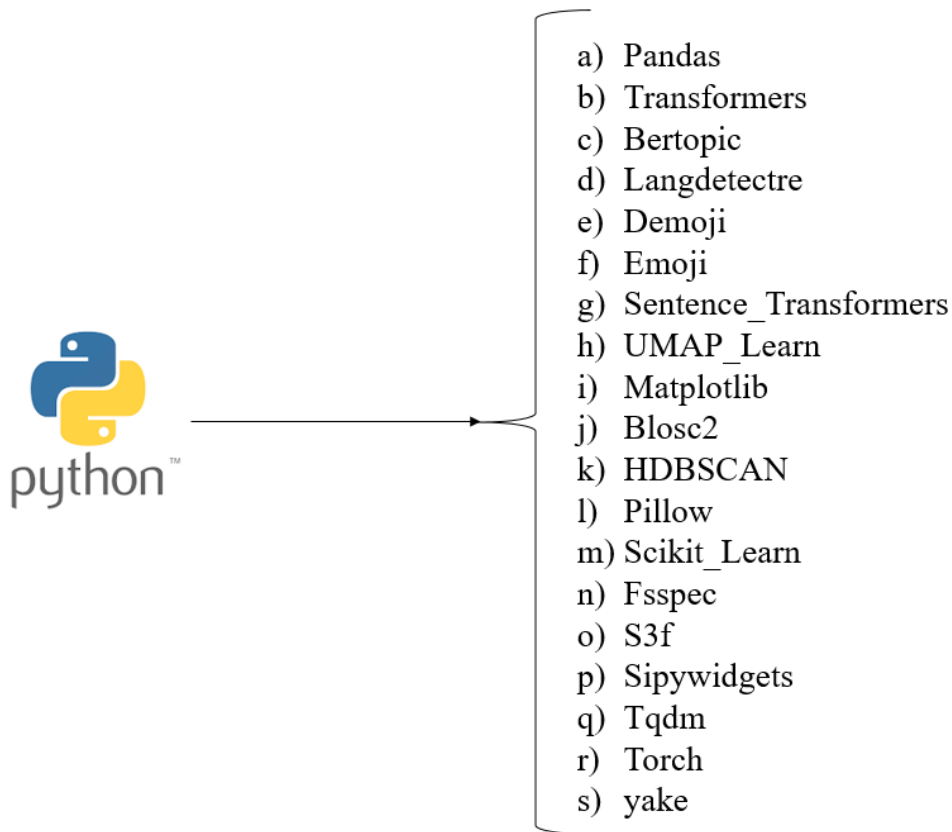 python™
a) Pandas
b) Transformers
c) Bertopic
d) Langdetectre
e) Demoji
f) Emoji
g) Sentence_Transformers
h) UMAP_Learn
i) Matplotlib
j) Blosc2
k) HDBSCAN
l) Pillow
m) Scikit_Learn
n) Fsspec
o) S3f
p) Sipywidgets
q) Tqdm
r) Torch
s) yake